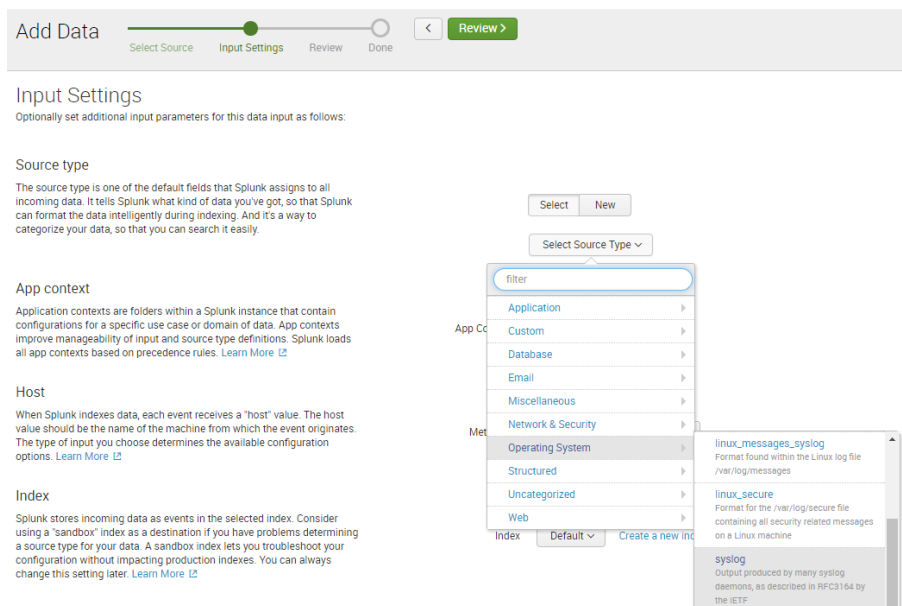 Add Data
Select Source
Input Settings
Review
Done
<
Review >
Input Settings
Optionally set additional input parameters for this data input as follows:
Source type
The source type is one of the default fields that Splunk assigns to all
incoming data. It tells Splunk what kind of data you've got, so that Splunk
can format the data intelligently during indexing. And it's a way to
categorize your data, so that you can search it easily.
Select
New
Select Source Type
filter
Application
Custom
Database
Email
Miscellaneous
Network & Security
Operating System
Structured
Uncategorized
Web
linux_messages_syslog
Format found within the Linux log file
/var/log/messages
linux_secure
Format for the /var/log/secure file
containing all security related messages
on a Linux machine
syslog
Output produced by many syslog
daemons, as described in RFC3164 by
the IETF
App context
Application contexts are folders within a Splunk instance that contain
configurations for a specific use case or domain of data. App contexts
improve manageability of input and source type definitions. Splunk loads
all app contexts based on precedence rules. Learn More
App Co
Host
When Splunk indexes data, each event receives a "host" value. The host
value should be the name of the machine from which the event originates.
The type of input you choose determines the available configuration
options. Learn More
Met
Index
Splunk stores incoming data as events in the selected index. Consider
using a "sandbox" index as a destination if you have problems determining
a source type for your data. A sandbox index lets you troubleshoot your
configuration without impacting production indexes. You can always
change this setting later. Learn More
Index
Default
Create a new ind